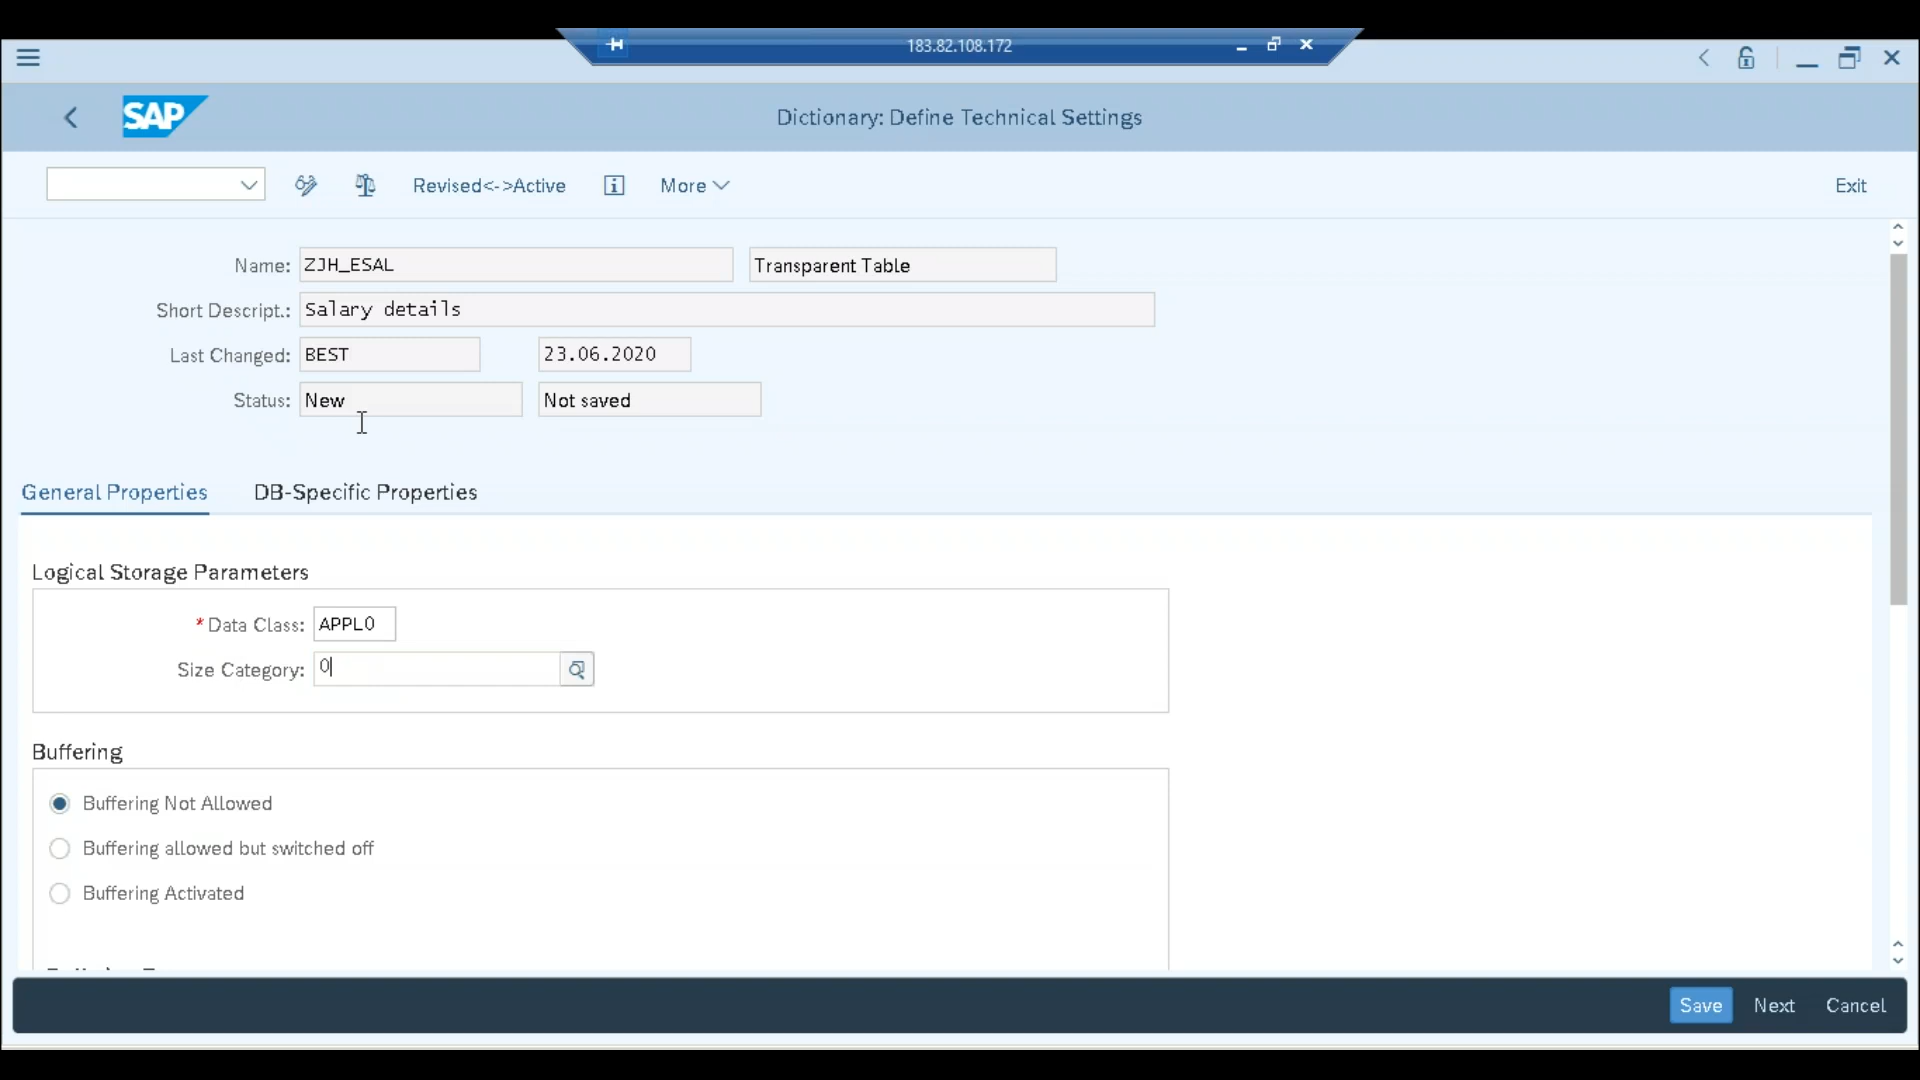 183.82.108.172
SAP
Dictionary: Define Technical Settings
Revised<->Active
More
Exit
Name: ZJH_ESAL Transparent Table
Short Descript.: Salary details
Last Changed: BEST 23.06.2020
Status: New Not saved
General Properties DB-Specific Properties
Logical Storage Parameters
* Data Class: APPL0
Size Category: 0
Buffering
Buffering Not Allowed
Buffering allowed but switched off
Buffering Activated
Save Next Cancel